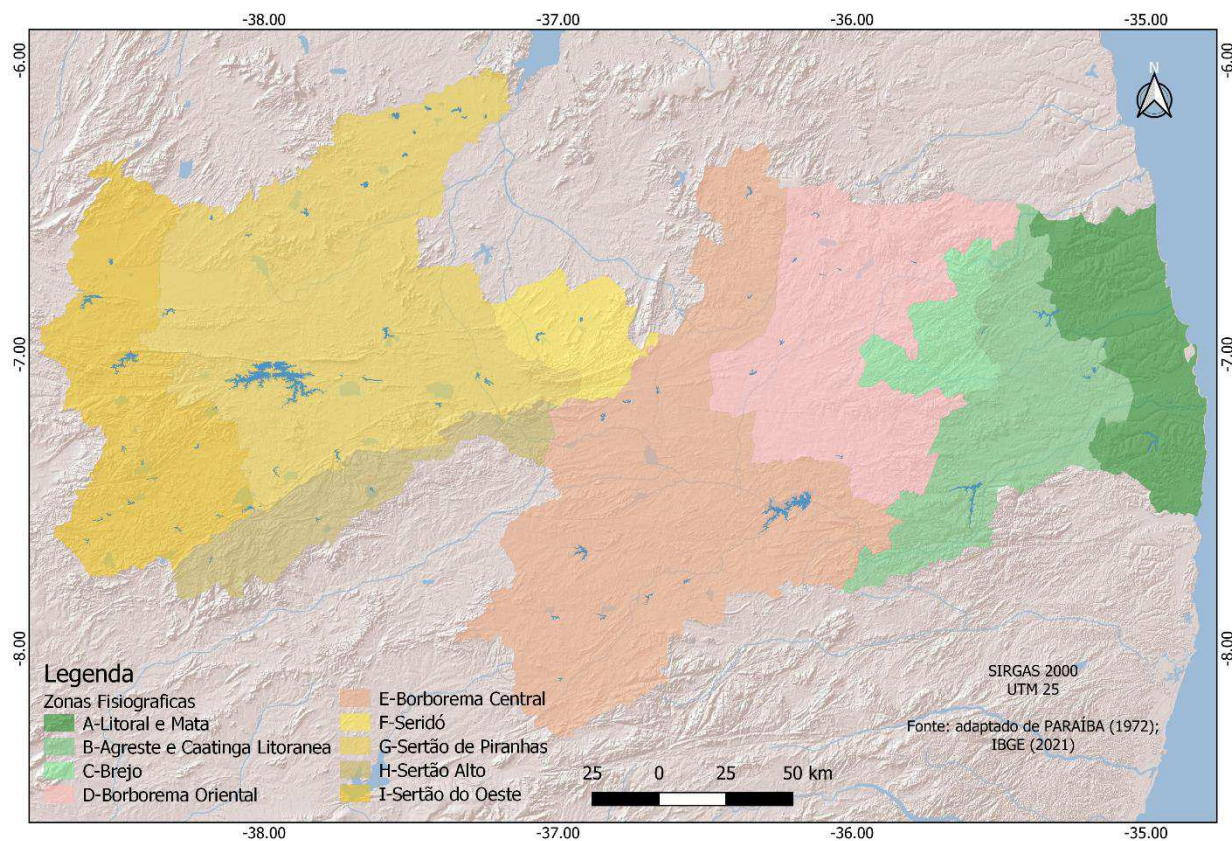 -38.00
-37.00
-36.00
-35.00
-6.00
-6.00
N
-7.00
-7.00
-8.00
-8.00
Legenda
Zonas Fisiograficas
A-Litoral e Mata
B-Agreste e Caatinga Litoranea
C-Brejo
D-Borborema Oriental
E-Borborema Central
F-Seridó
G-Sertão de Piranhas
H-Sertão Alto
I-Sertão do Oeste
25 0 25 50 km
SIRGAS 2000
UTM 25
Fonte: adaptado de PARAÍBA (1972);
IBGE (2021)
-38.00
-37.00
-36.00
-35.00